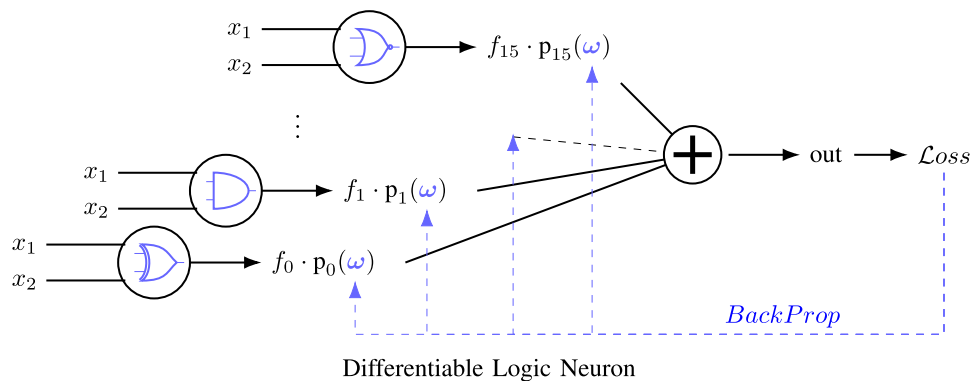 x₁
x₂
f₁₅ · p₁₅(ω)
⋮
x₁
x₂
f₁ · p₁(ω)
+
out
ℒoss
x₁
x₂
f₀ · p₀(ω)
BackProp
Differentiable Logic Neuron